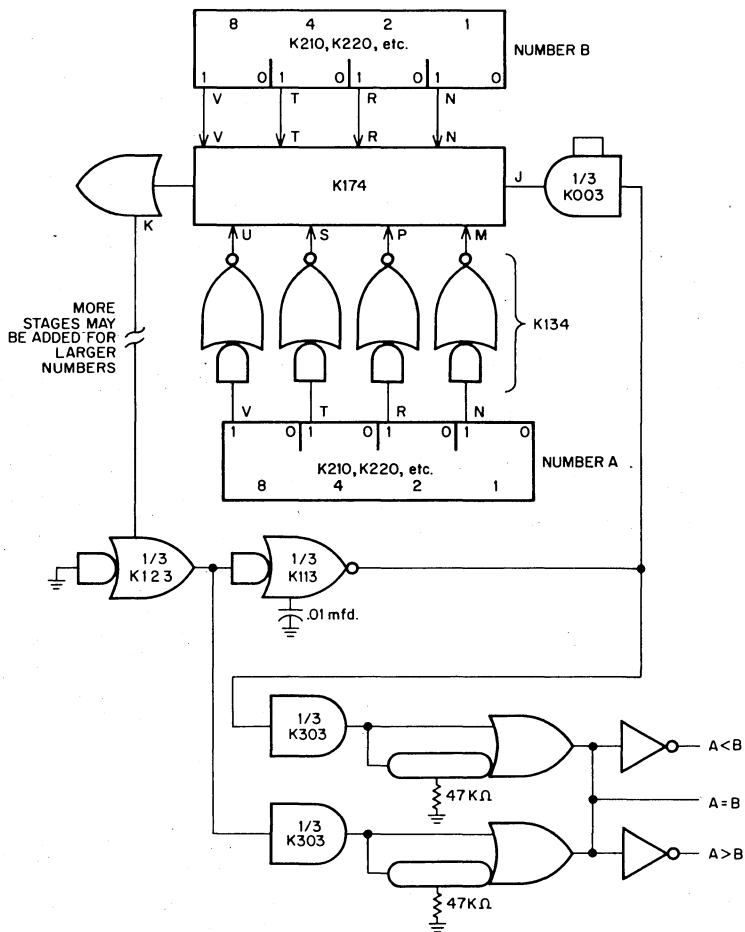 8 4 2 1
K210, K220, etc.
NUMBER B
1 0 1 0 1 0 1 0
V T R N
V T R N
K174
J
1/3
K003
K
U S P M
K134
MORE
STAGES MAY
BE ADDED FOR
LARGER
NUMBERS
V T R N
1 0 1 0 1 0 1 0
K210, K220, etc.
NUMBER A
8 4 2 1
1/3
K123
1/3
K113
.01 mfd.
1/3
K303
47KΩ
A<B
A=B
1/3
K303
A>B
47KΩ